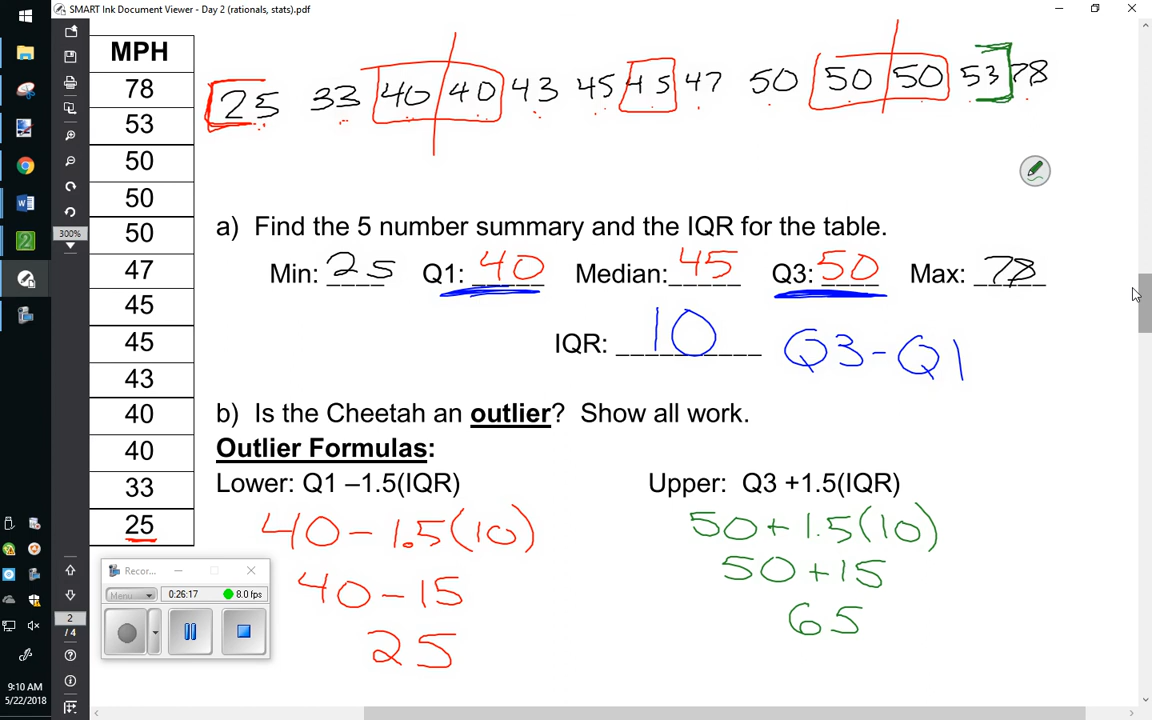 SMART Ink Document Viewer - Day 2 (rationals, stats).pdf
MPH
78
53
50
50
50
47
45
45
43
40
40
33
25
25 33 40 40 43 45 45 47 50 50 50 53 78
a) Find the 5 number summary and the IQR for the table.
Min: 25 Q1: 40 Median: 45 Q3: 50 Max: 78
IQR: 10 Q3 - Q1
b) Is the Cheetah an outlier? Show all work.
Outlier Formulas:
Lower: Q1 –1.5(IQR) Upper: Q3 +1.5(IQR)
40 - 1.5(10) 50 + 1.5(10)
40 - 15 50 + 15
25 65
300%
2
/ 4
Recor...
Menu 0:26:17 8.0 fps
9:10 AM
5/22/2018